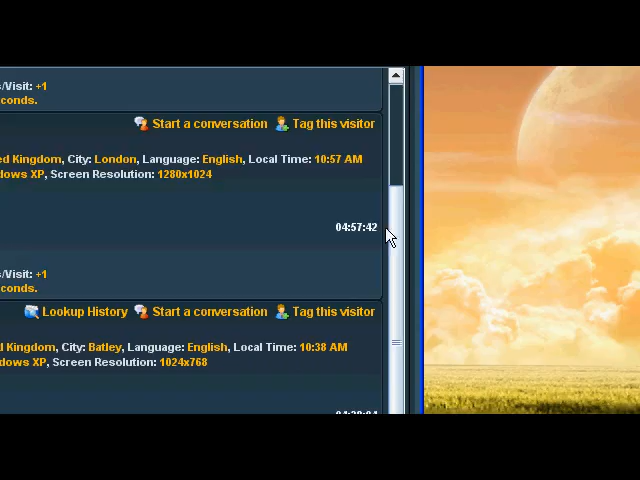 s/Visit: +1
conds.
Start a conversation Tag this visitor
ed Kingdom, City: London, Language: English, Local Time: 10:57 AM
dows XP, Screen Resolution: 1280x1024
04:57:42
s/Visit: +1
conds.
Lookup History Start a conversation Tag this visitor
d Kingdom, City: Batley, Language: English, Local Time: 10:38 AM
dows XP, Screen Resolution: 1024x768